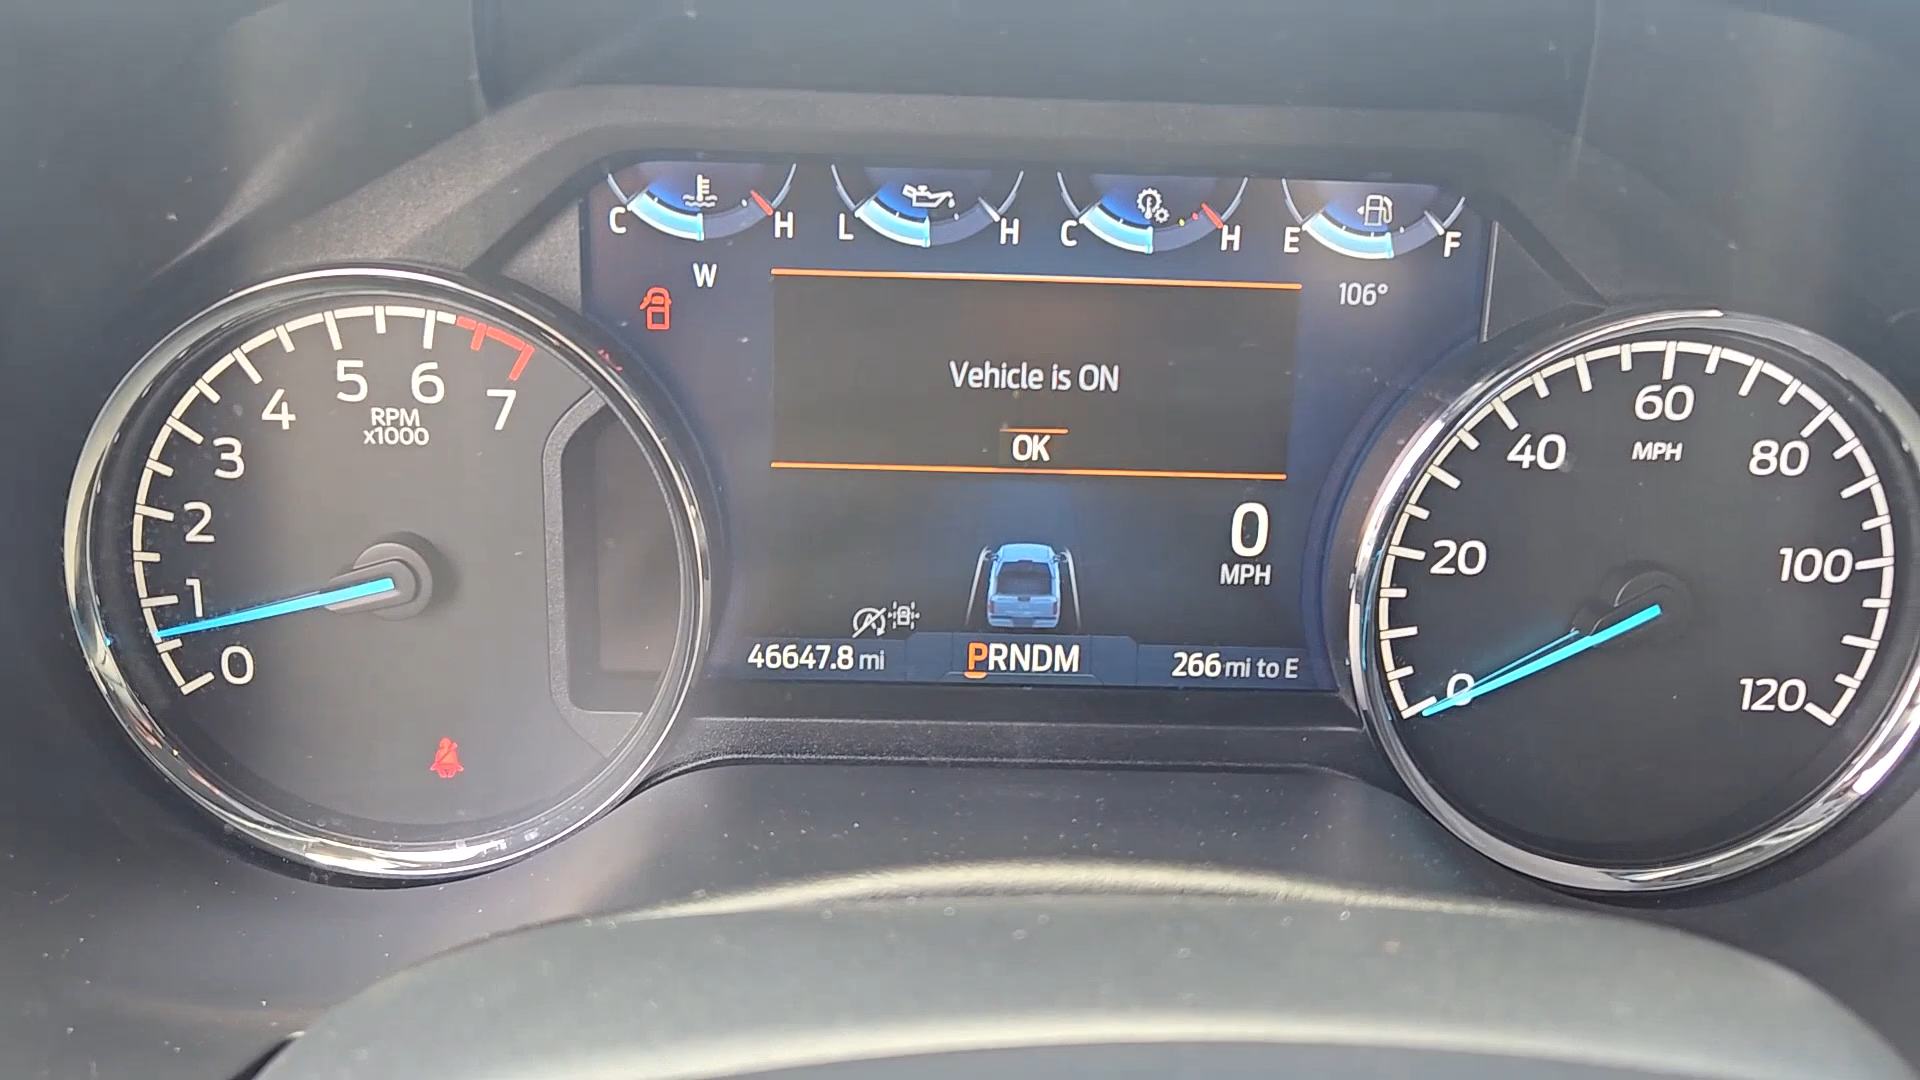 C H
L H
C H
E F
W
106°
Vehicle is ON
OK
0
MPH
46647.8 mi
PRNDM
266 mi to E
0
1
2
3
4
5
6
7
RPM
x1000
0
20
40
60
80
100
120
MPH